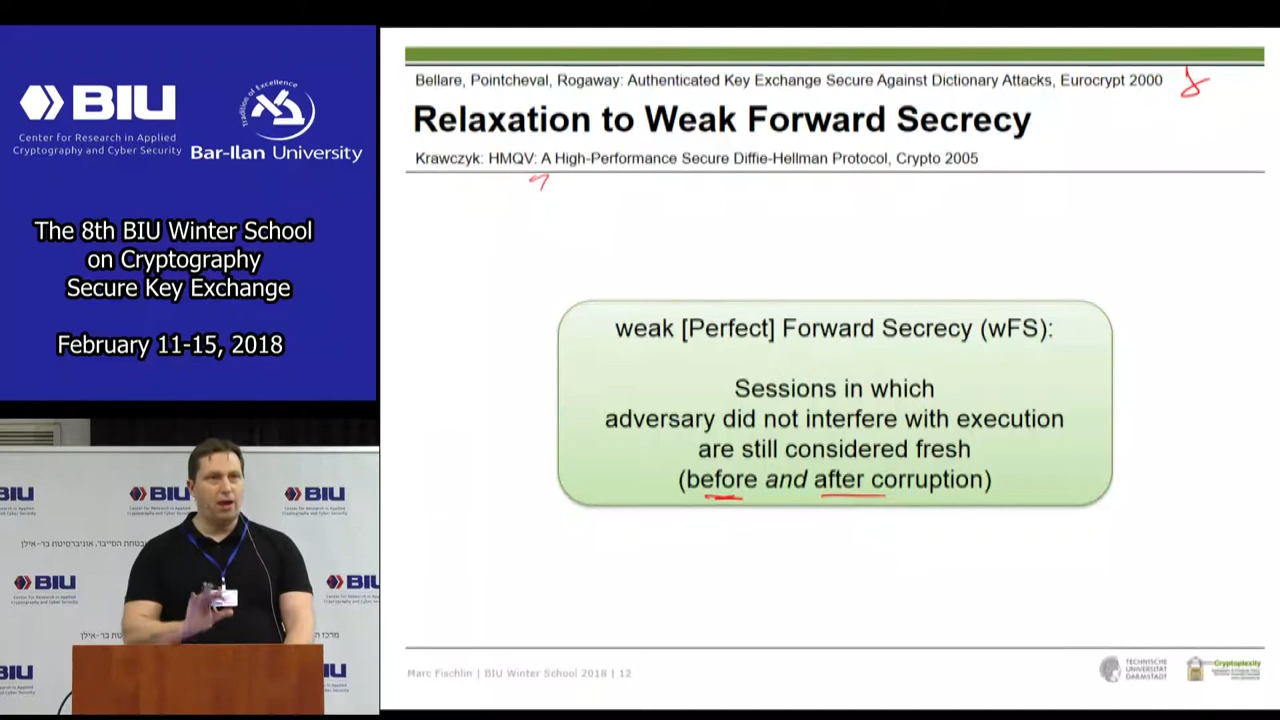 BIU
Center for Research in Applied
Cryptography and Cyber Security
Tradition of Excellence
Bar-Ilan University
The 8th BIU Winter School
on Cryptography
Secure Key Exchange
February 11-15, 2018
Bellare, Pointcheval, Rogaway: Authenticated Key Exchange Secure Against Dictionary Attacks, Eurocrypt 2000
Relaxation to Weak Forward Secrecy
Krawczyk: HMQV: A High-Performance Secure Diffie-Hellman Protocol, Crypto 2005
weak [Perfect] Forward Secrecy (wFS):
Sessions in which
adversary did not interfere with execution
are still considered fresh
(before and after corruption)
BIU
BIU
BIU
BIU
BIU
BIU
Marc Fischlin | BIU Winter School 2018 | 12
TECHNISCHE
UNIVERSITÄT
DARMSTADT
Cryptoplexity